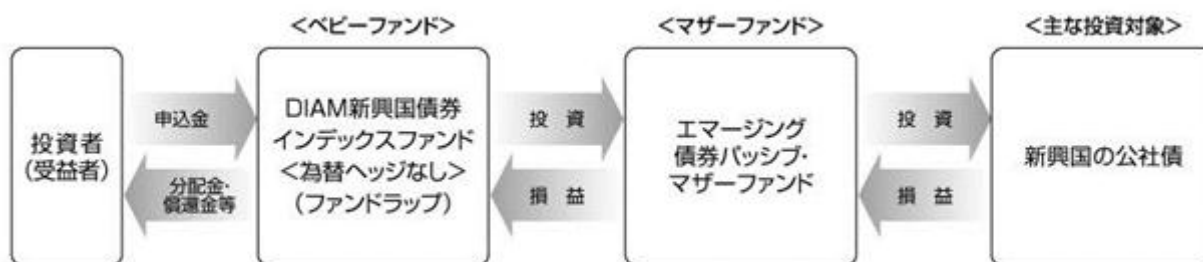 <ベビーファンド>
<マザーファンド>
<主な投資対象>
投資者
(受益者)
申込金
分配金・
償還金等
DIAM新興国債券
インデックスファンド
<為替ヘッジなし>
(ファンドラップ)
投 資
損 益
エマージング
債券パッシブ・
マザーファンド
投 資
損 益
新興国の公社債